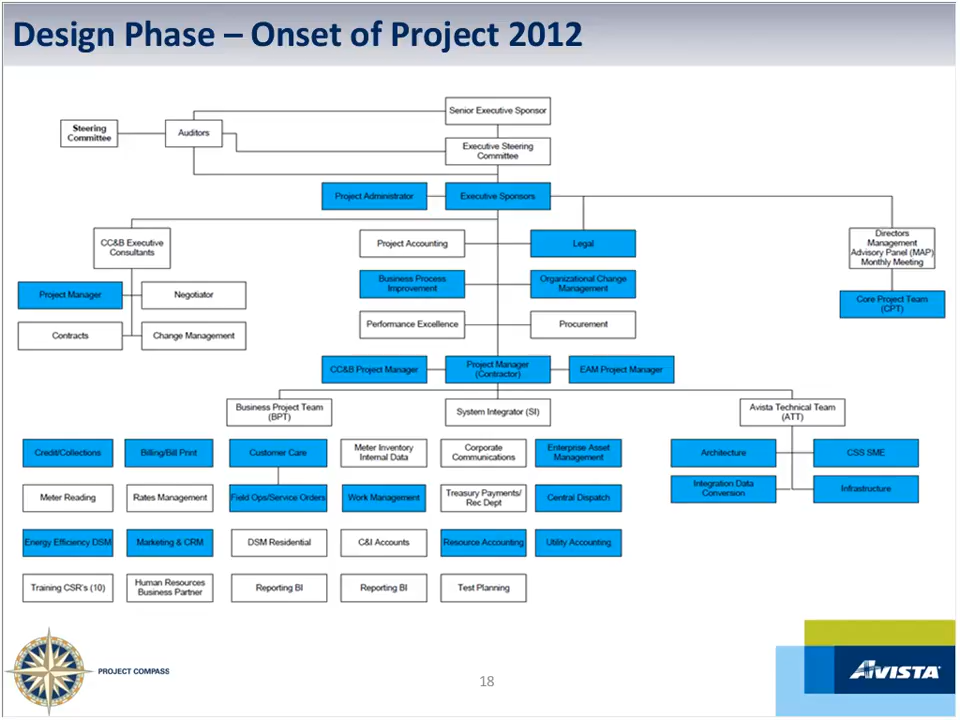 Design Phase – Onset of Project 2012
Senior Executive Sponsor
Steering
Committee
Auditors
Executive Steering
Committee
Project Administrator
Executive Sponsors
CC&B Executive
Consultants
Project Accounting
Legal
Directors
Management
Advisory Panel (MAP)
Monthly Meeting
Business Process
Improvement
Organizational Change
Management
Project Manager
Negotiator
Core Project Team
(CPT)
Performance Excellence
Procurement
Contracts
Change Management
CC&B Project Manager
Project Manager
(Contractor)
EAM Project Manager
Business Project Team
(BPT)
System Integrator (SI)
Avista Technical Team
(ATT)
Credit/Collections
Billing/Bill Print
Customer Care
Meter Inventory
Internal Data
Corporate
Communications
Enterprise Asset
Management
Architecture
CSS SME
Meter Reading
Rates Management
Field Ops/Service Orders
Work Management
Treasury Payments/
Rec Dept
Central Dispatch
Integration Data
Conversion
Infrastructure
Energy Efficiency DSM
Marketing & CRM
DSM Residential
C&I Accounts
Resource Accounting
Utility Accounting
Training CSR's (10)
Human Resources
Business Partner
Reporting BI
Reporting BI
Test Planning
PROJECT COMPASS
18
AVISTA